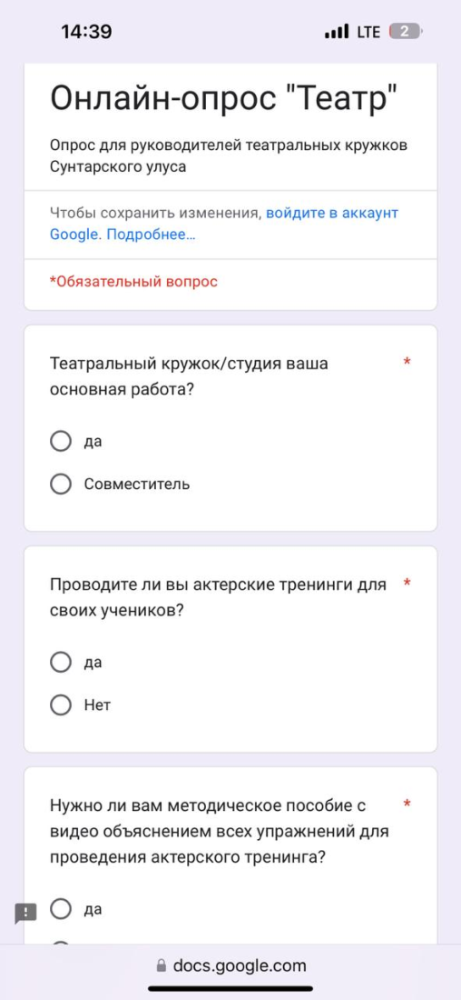 14:39
LTE
2
Онлайн-опрос "Театр"
Опрос для руководителей театральных кружков
Сунтарского улуса
Чтобы сохранить изменения, войдите в аккаунт
Google. Подробнее…
*Обязательный вопрос
Театральный кружок/студия ваша *
основная работа?
да
Совместитель
Проводите ли вы актерские тренинги для *
своих учеников?
да
Нет
Нужно ли вам методическое пособие с *
видео объяснением всех упражнений для
проведения актерского тренинга?
да
docs.google.com